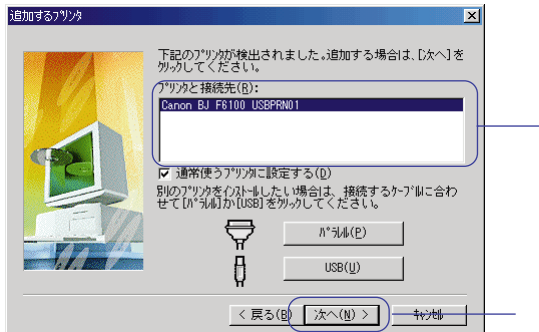 追加するﾌﾟﾘﾝﾀ
下記のﾌﾟﾘﾝﾀが検出されました。追加する場合は、[次へ]を
ｸﾘｯｸしてください。
ﾌﾟﾘﾝﾀと接続先(R):
Canon BJ F6100 USBPRN01
通常使うﾌﾟﾘﾝﾀに設定する(D)
別のﾌﾟﾘﾝﾀをｲﾝｽﾄｰﾙしたい場合は、接続するｹｰﾌﾞﾙに合わ
せて[ﾊﾟﾗﾚﾙ]か[USB]をｸﾘｯｸしてください。
ﾊﾟﾗﾚﾙ(P)
USB(U)
< 戻る(B)
次へ(N) >
ｷｬﾝｾﾙ